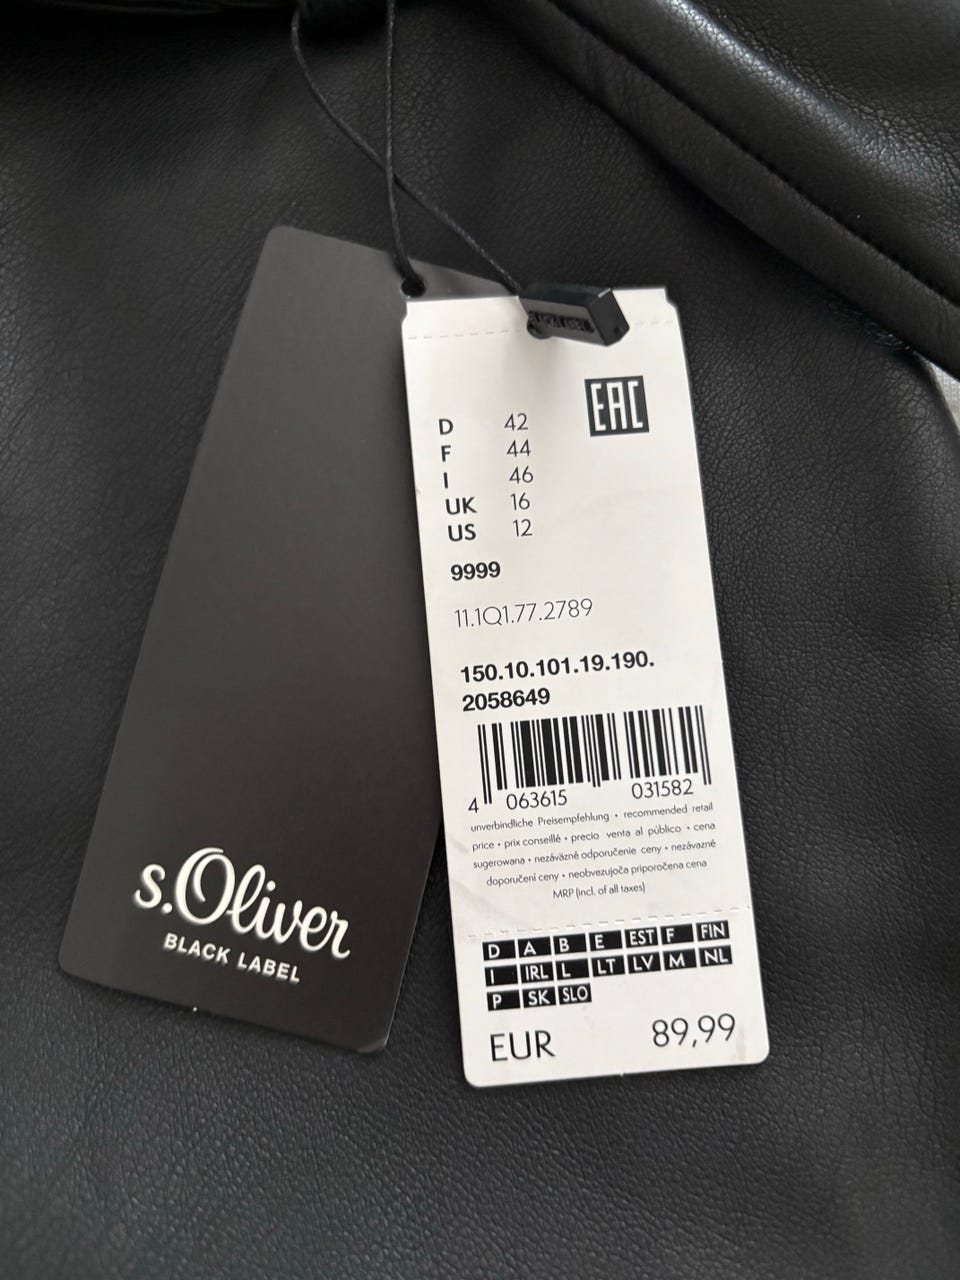 s.Oliver
BLACK LABEL
BLACK LABEL
EAC
D 42
F 44
I 46
UK 16
US 12
9999
11.1Q1.77.2789
150.10.101.19.190.
2058649
4 063615 031582
unverbindliche Preisempfehlung • recommended retail
price • prix conseillé • precio venta al público • cena
sugerowana • nezáväzné odporučenie ceny • nezávazné
doporučení ceny • neobvezujoča priporočena cena
MRP (incl. of all taxes)
D A B E EST F FIN
I IRL L LT LV M NL
P SK SLO
EUR 89,99